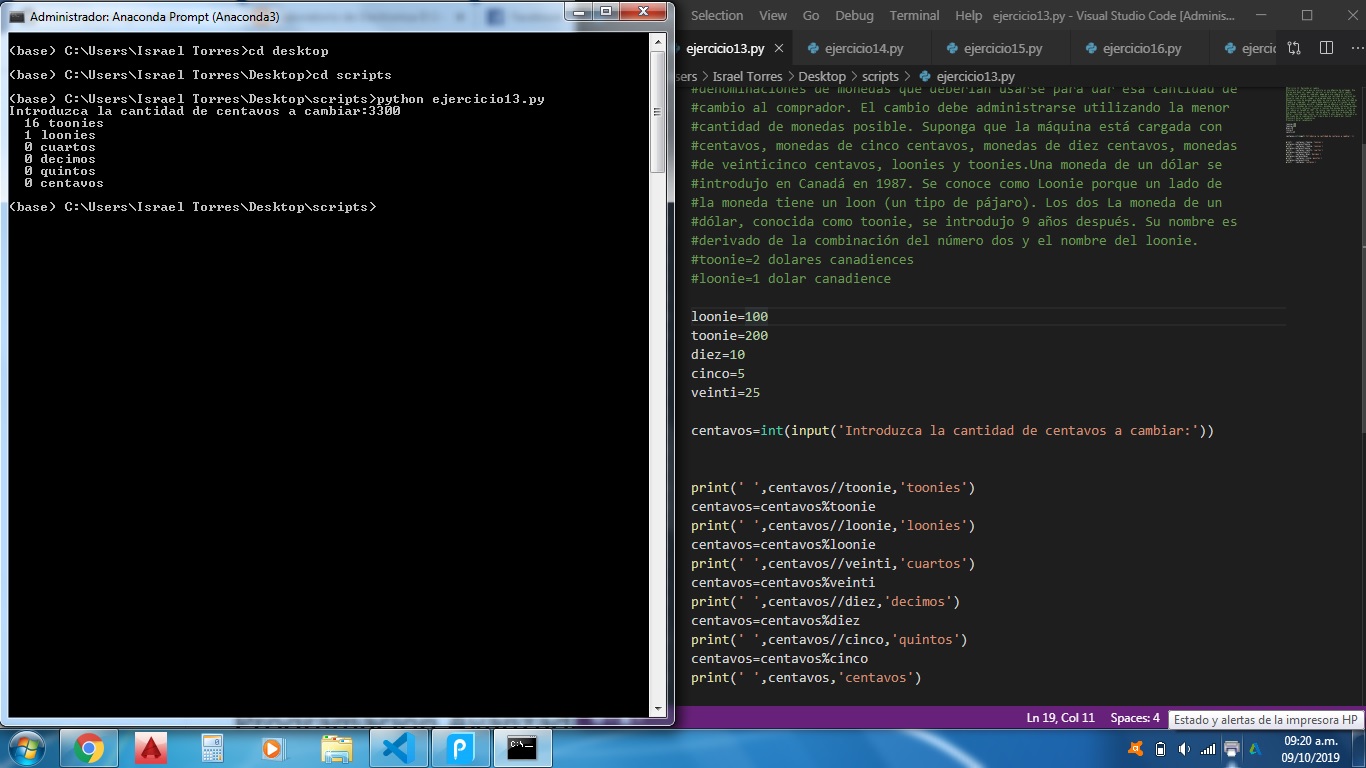 Administrador: Anaconda Prompt (Anaconda3)
(base) C:\Users\Israel Torres>cd desktop
(base) C:\Users\Israel Torres\Desktop>cd scripts
(base) C:\Users\Israel Torres\Desktop\scripts>python ejercicio13.py
Introduzca la cantidad de centavos a cambiar:3300
16 toonies
1 loonies
0 cuartos
0 decimos
0 quintos
0 centavos
(base) C:\Users\Israel Torres\Desktop\scripts>
Selection View Go Debug Terminal Help ejercicio13.py - Visual Studio Code [Adminis...
ejercicio13.py ejercicio14.py ejercicio15.py ejercicio16.py ejercic
sers > Israel Torres > Desktop > scripts > ejercicio13.py
#denominaciones de monedas que deberían usarse para dar esa cantidad de
#cambio al comprador. El cambio debe administrarse utilizando la menor
#cantidad de monedas posible. Suponga que la máquina está cargada con
#centavos, monedas de cinco centavos, monedas de diez centavos, monedas
#de veinticinco centavos, loonies y toonies.Una moneda de un dólar se
#introdujo en Canadá en 1987. Se conoce como Loonie porque un lado de
#la moneda tiene un loon (un tipo de pájaro). Los dos La moneda de un
#dólar, conocida como toonie, se introdujo 9 años después. Su nombre es
#derivado de la combinación del número dos y el nombre del loonie.
#toonie=2 dolares canadiences
#loonie=1 dolar canadience
loonie=100
toonie=200
diez=10
cinco=5
veinti=25
centavos=int(input('Introduzca la cantidad de centavos a cambiar:'))
print(' ',centavos//toonie,'toonies')
centavos=centavos%toonie
print(' ',centavos//loonie,'loonies')
centavos=centavos%loonie
print(' ',centavos//veinti,'cuartos')
centavos=centavos%veinti
print(' ',centavos//diez,'decimos')
centavos=centavos%diez
print(' ',centavos//cinco,'quintos')
centavos=centavos%cinco
print(' ',centavos,'centavos')
Ln 19, Col 11 Spaces: 4
Estado y alertas de la impresora HP
09:20 a.m.
09/10/2019